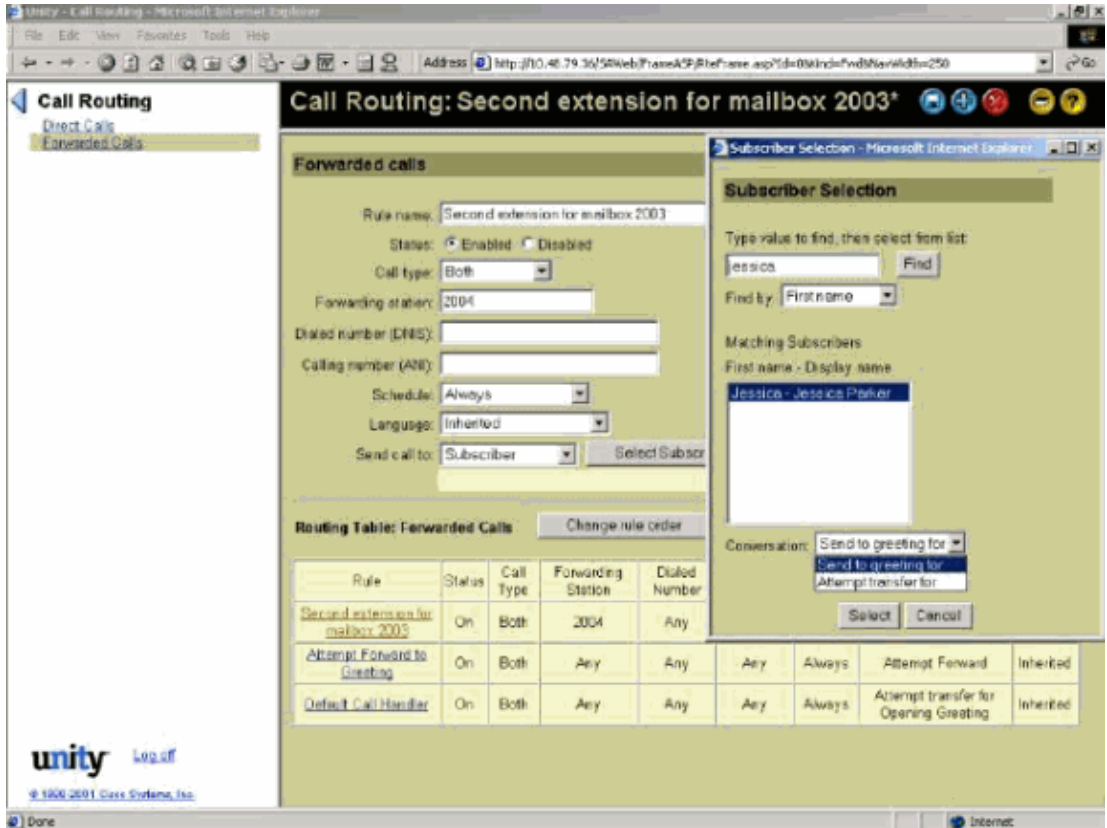 Unity - Call Routing - Microsoft Internet Explorer
File Edit View Favorites Tools Help
Address
Go
Call Routing
Direct Calls
Forwarded Calls
Call Routing: Second extension for mailbox 2003*
Forwarded calls
Rule name: Second extension for mailbox 2003
Status: Enabled Disabled
Call type: Both
Forwarding station: 2004
Dialed number (DNIS):
Calling number (ANI):
Schedule: Always
Language: Inherited
Send call to: Subscriber Select Subscr
Routing Table: Forwarded Calls Change rule order
Rule Status Call Type Forwarding Station Dialed Number
Second extension for mailbox 2003 On Both 2004 Any
Attempt Forward to Greeting On Both Any Any Any Always Attempt Forward Inherited
Default Call Handler On Both Any Any Any Always Attempt transfer for Opening Greeting Inherited
Subscriber Selection - Microsoft Internet Explorer
Subscriber Selection
Type value to find, then select from list:
jessica Find
Find by: First name
Matching Subscribers
First name - Display name
Jessica - Jessica Parker
Conversation: Send to greeting for
Send to greeting for
Attempt transfer for
Select Cancel
unity Log off
© 1998-2001 Cisco Systems, Inc.
Done Internet